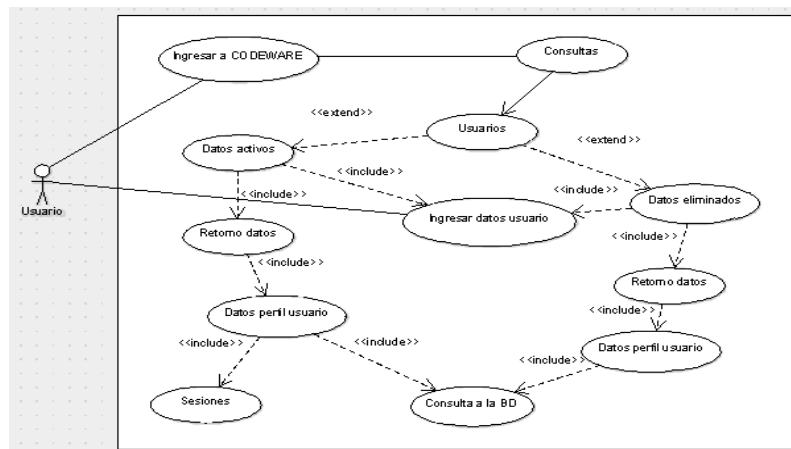 Ingresar a CODEWARE
Consultas
<<extend>>
Usuarios
<<extend>>
Datos activos
<<include>>
<<include>>
<<include>>
Usuario
Ingresar datos usuario
Datos eliminados
Retorno datos
<<include>>
<<include>>
Retorno datos
Datos perfil usuario
<<include>>
<<include>>
<<include>>
Datos perfil usuario
<<include>>
Sesiones
Consulta a la BD